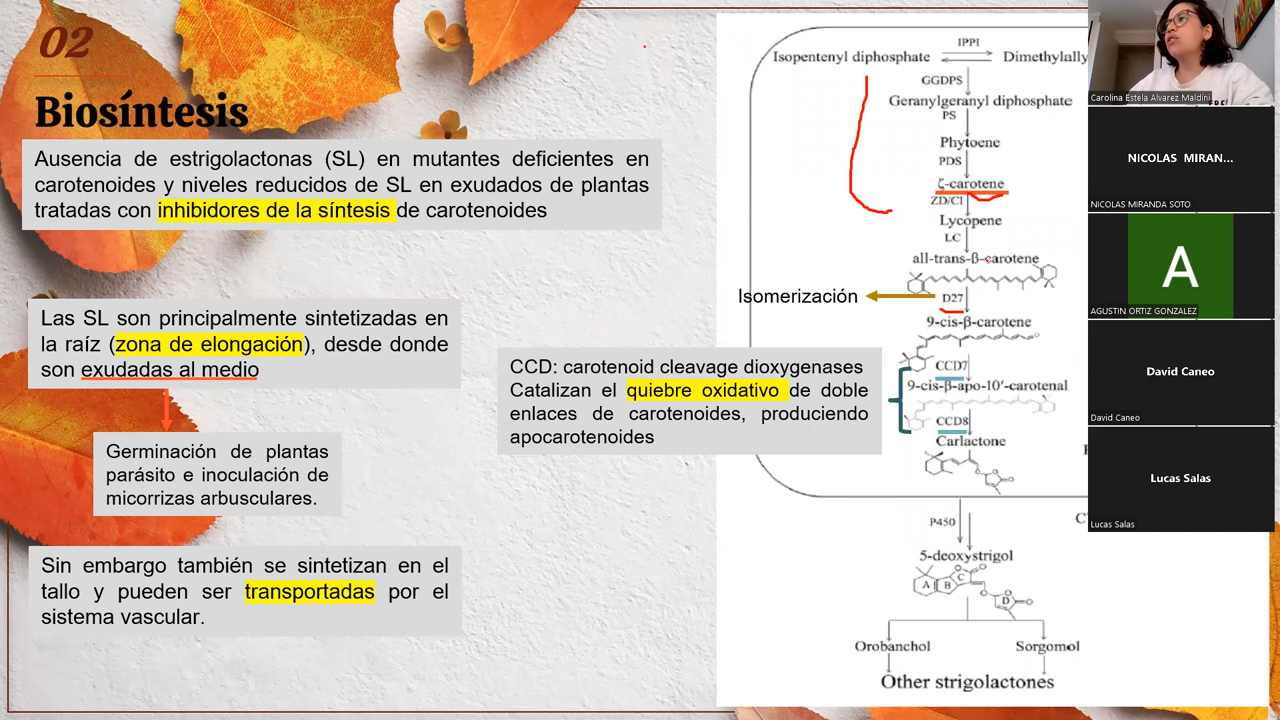 02
Biosíntesis
Ausencia de estrigolactonas (SL) en mutantes deficientes en
carotenoides y niveles reducidos de SL en exudados de plantas
tratadas con inhibidores de la síntesis de carotenoides
Las SL son principalmente sintetizadas en
la raíz (zona de elongación), desde donde
son exudadas al medio
Germinación de plantas
parásito e inoculación de
micorrizas arbusculares.
Sin embargo también se sintetizan en el
tallo y pueden ser transportadas por el
sistema vascular.
CCD: carotenoid cleavage dioxygenases
Catalizan el quiebre oxidativo de doble
enlaces de carotenoides, produciendo
apocarotenoides
Isomerización
IPPI
Isopentenyl diphosphate Dimethylally
GGDPS
Geranylgeranyl diphosphate
PS
Phytoene
PDS
ζ-carotene
ZD/CI
Lycopene
LC
all-trans-β-carotene
D27
9-cis-β-carotene
CCD7
9-cis-β-apo-10′-carotenal
CCD8
Carlactone
P450
5-deoxystrigol
A B C
D
Orobanchol Sorgomol
Other strigolactones
Carolina Estela Alvarez Maldini
NICOLAS MIRAN...
NICOLAS MIRANDA SOTO
A
AGUSTIN ORTIZ GONZALEZ
David Caneo
David Caneo
Lucas Salas
Lucas Salas